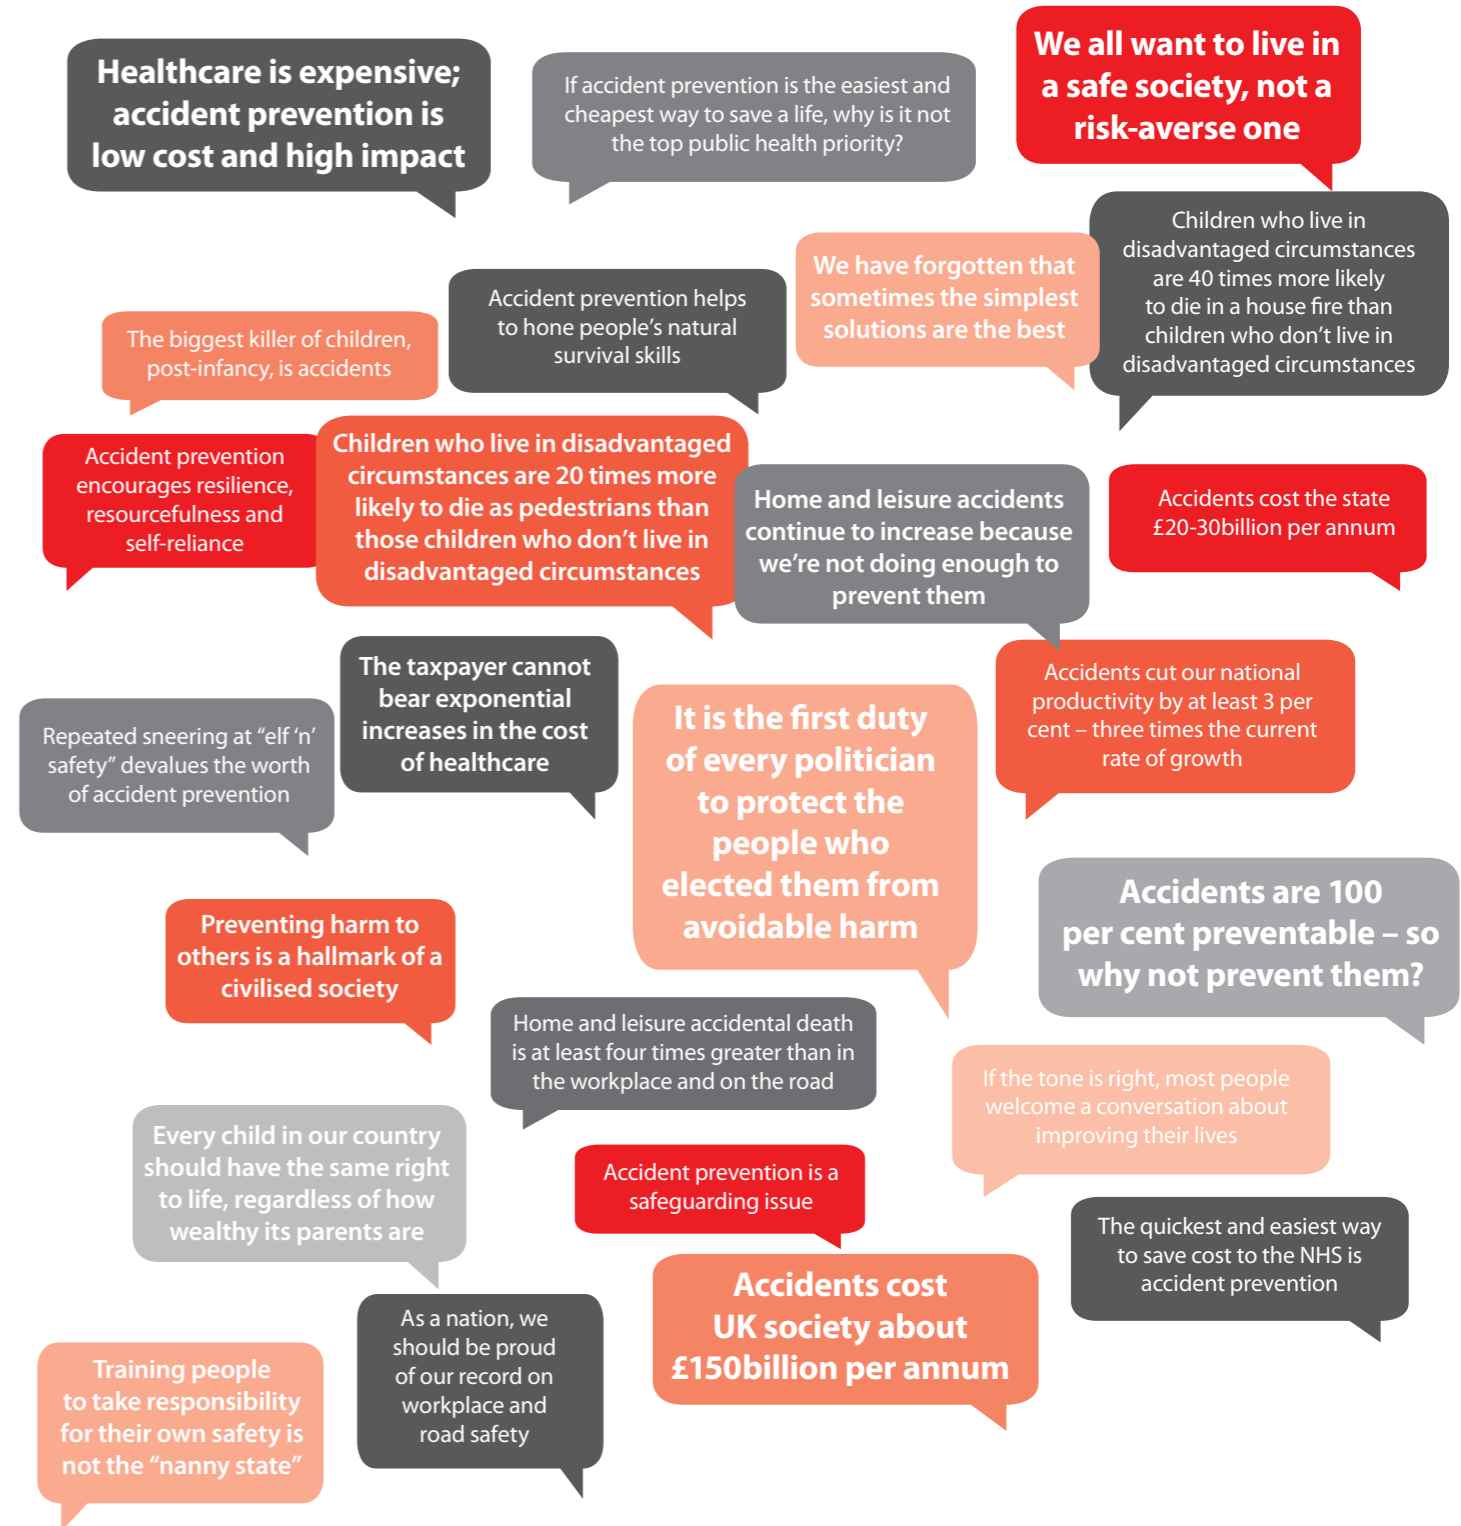 Healthcare is expensive;
accident prevention is
low cost and high impact
If accident prevention is the easiest and
cheapest way to save a life, why is it not
the top public health priority?
We all want to live in
a safe society, not a
risk-averse one
Children who live in
disadvantaged circumstances
are 40 times more likely
to die in a house fire than
children who don’t live in
disadvantaged circumstances
We have forgotten that
sometimes the simplest
solutions are the best
Accident prevention helps
to hone people’s natural
survival skills
The biggest killer of children,
post-infancy, is accidents
Accident prevention
encourages resilience,
resourcefulness and
self-reliance
Children who live in disadvantaged
circumstances are 20 times more
likely to die as pedestrians than
those children who don’t live in
disadvantaged circumstances
Home and leisure accidents
continue to increase because
we’re not doing enough to
prevent them
Accidents cost the state
£20-30billion per annum
The taxpayer cannot
bear exponential
increases in the cost
of healthcare
Accidents cut our national
productivity by at least 3 per
cent – three times the current
rate of growth
Repeated sneering at “elf ‘n’
safety” devalues the worth
of accident prevention
It is the first duty
of every politician
to protect the
people who
elected them from
avoidable harm
Accidents are 100
per cent preventable – so
why not prevent them?
Preventing harm to
others is a hallmark of a
civilised society
Home and leisure accidental death
is at least four times greater than in
the workplace and on the road
If the tone is right, most people
welcome a conversation about
improving their lives
Every child in our country
should have the same right
to life, regardless of how
wealthy its parents are
Accident prevention is a
safeguarding issue
The quickest and easiest way
to save cost to the NHS is
accident prevention
Accidents cost
UK society about
£150billion per annum
As a nation, we
should be proud
of our record on
workplace and
road safety
Training people
to take responsibility
for their own safety is
not the “nanny state”